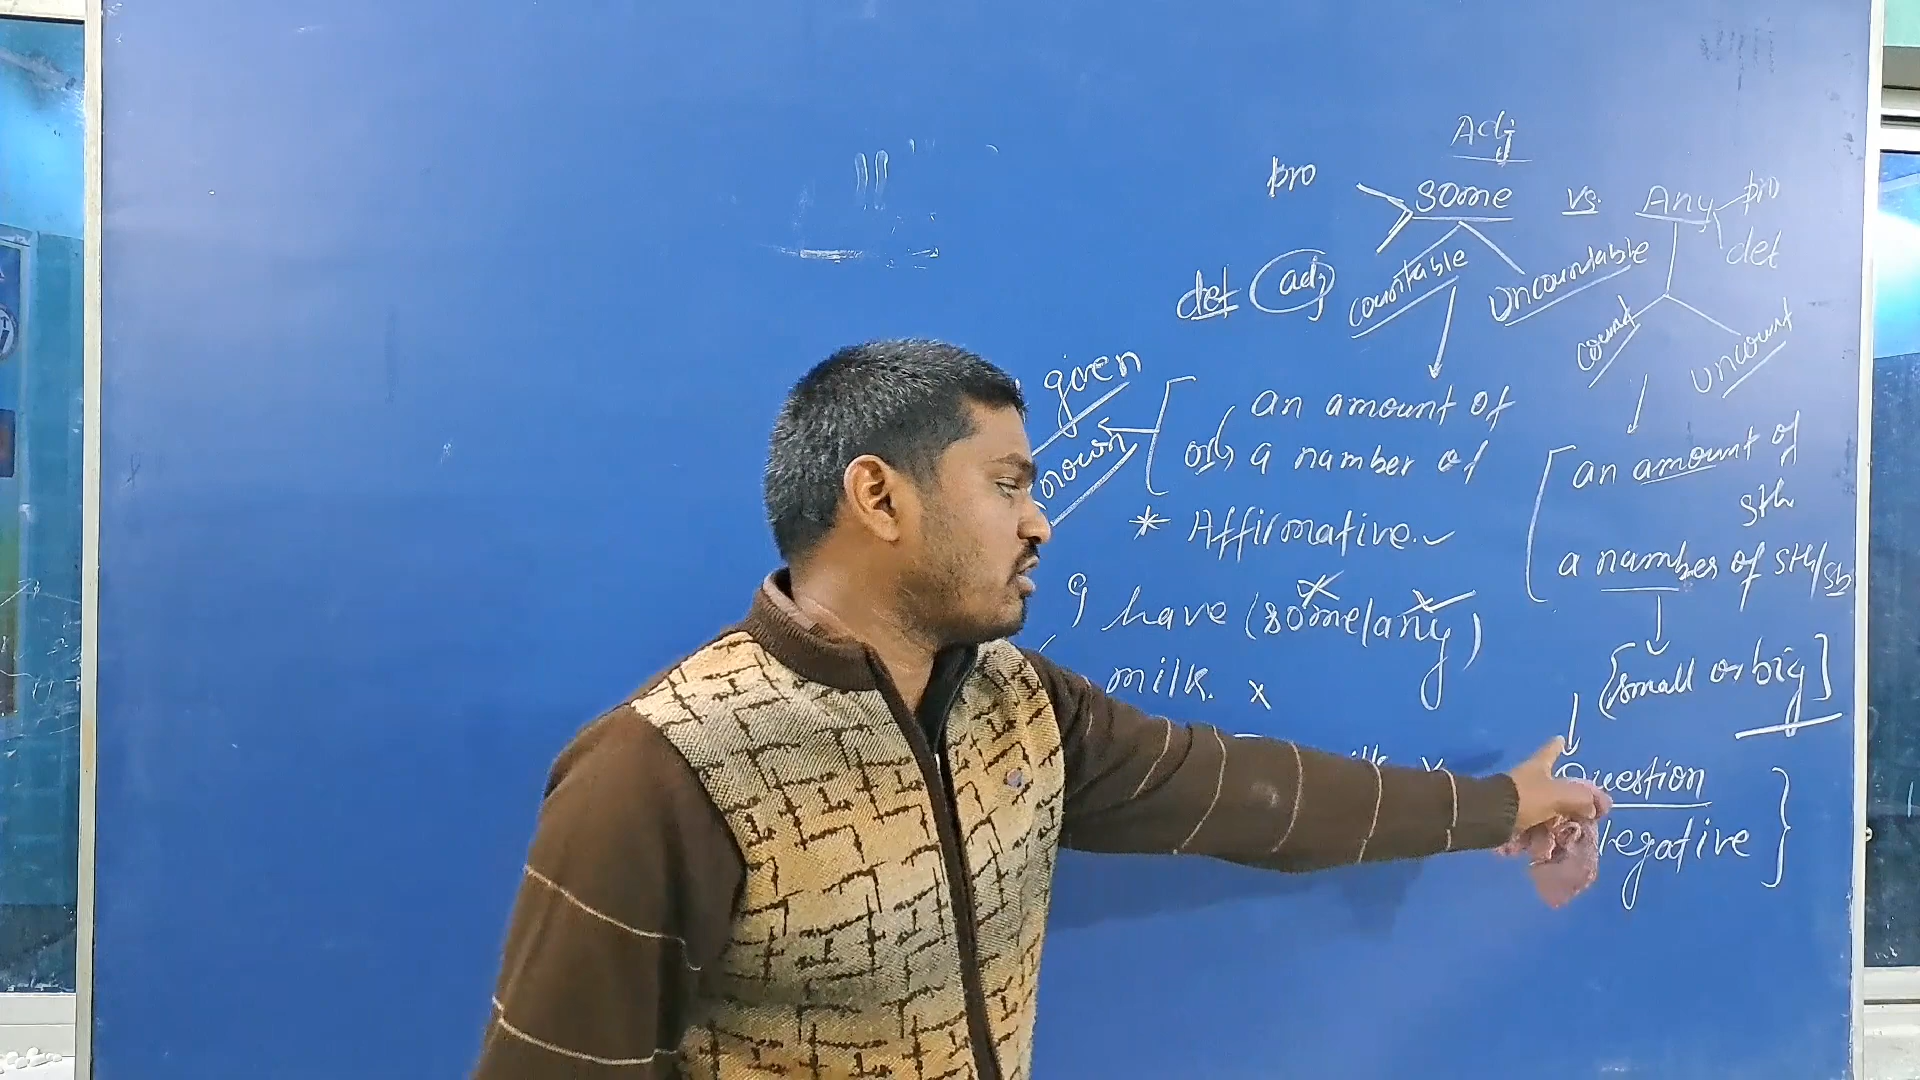 Adj
pro some vs. Any pro
det adj countable uncountable det
count uncount
given
an amount of
or a number of
an amount of
sth
a number of sth/sb
* Affirmative.
I have (some/any)
milk. x
[small or big]
Question
Negative